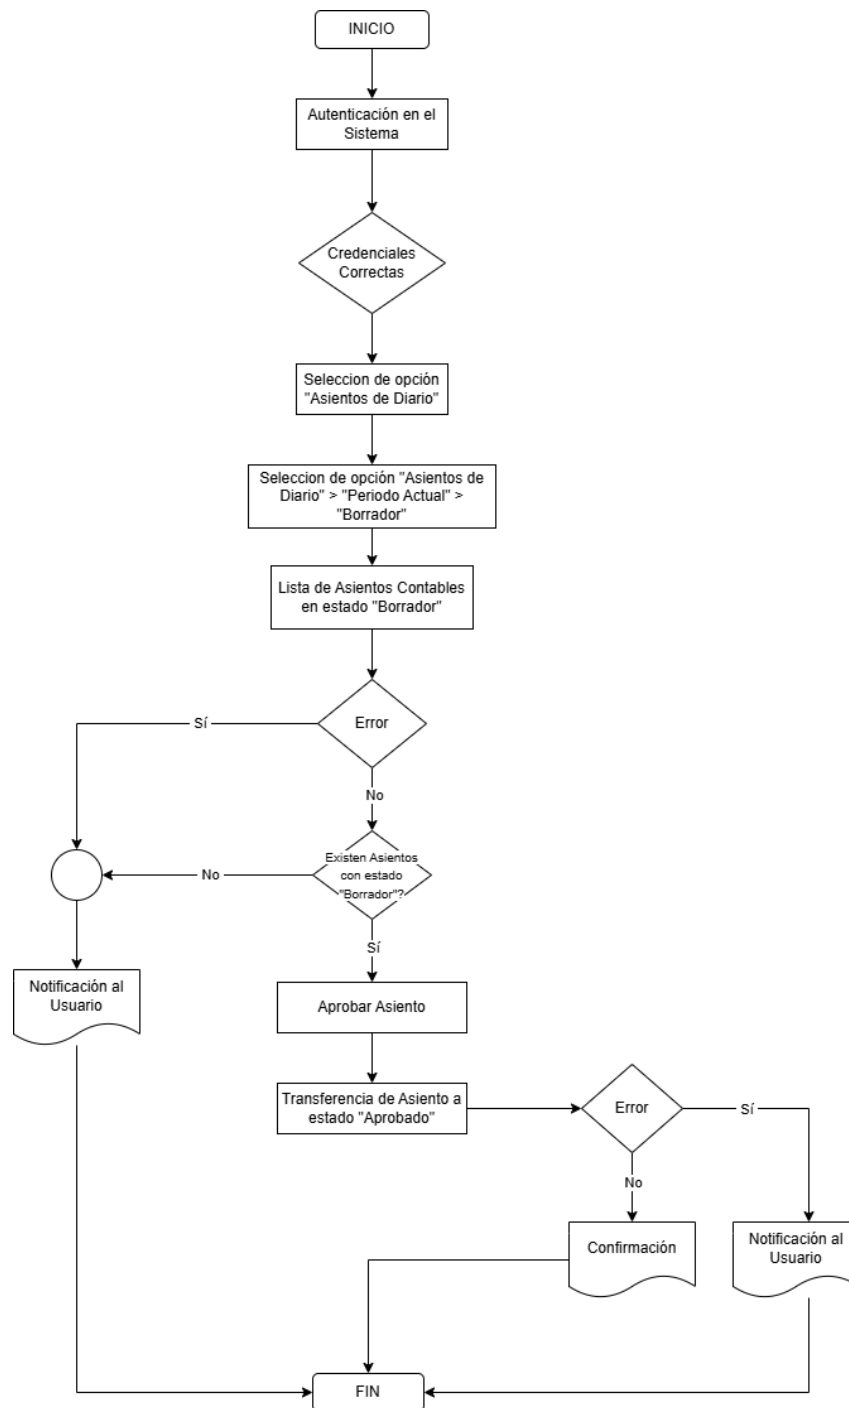 INICIO
Autenticación en el
Sistema
Credenciales
Correctas
Seleccion de opción
"Asientos de Diario"
Seleccion de opción "Asientos de
Diario" > "Periodo Actual" >
"Borrador"
Lista de Asientos Contables
en estado "Borrador"
Error
Sí
No
Existen Asientos
con estado
"Borrador"?
No
Sí
Notificación al
Usuario
Aprobar Asiento
Transferencia de Asiento a
estado "Aprobado"
Error
Sí
No
Confirmación
Notificación al
Usuario
FIN